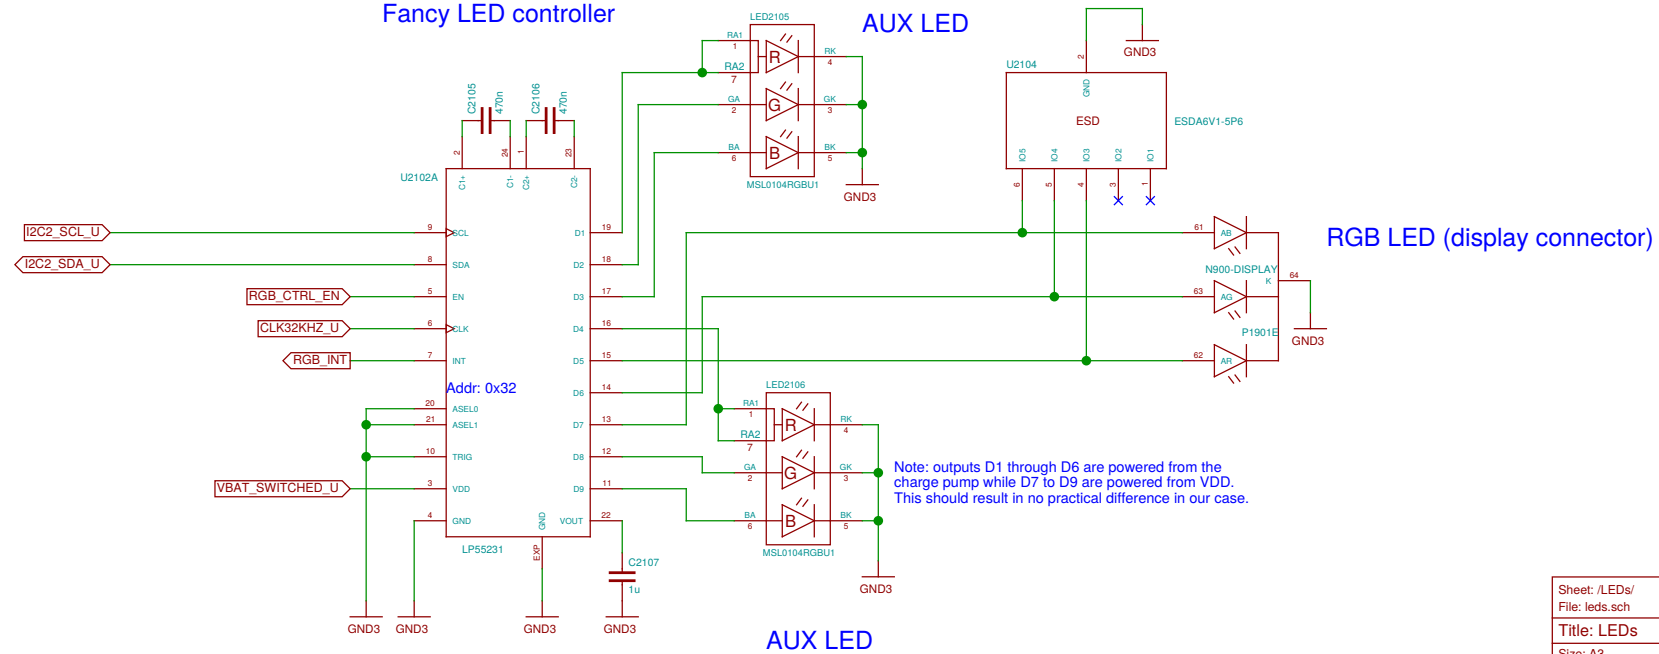 Fancy LED controller
AUX LED
LED2105
RA1
1
RA2
7
R
RK
4
GA
2
G
GK
3
BA
6
B
BK
5
MSL0104RGBU1
GND3
GND3
U2104
2
GND
ESD
ESDA6V1-5P6
IO5
IO4
IO3
IO2
IO1
6
5
4
3
1
C2105
470n
C2106
470n
2
24
1
23
U2102A
C1+
C1-
C2+
C2-
I2C2_SCL_U
9
SCL
I2C2_SDA_U
8
SDA
RGB_CTRL_EN
5
EN
CLK32KHZ_U
6
CLK
RGB_INT
7
INT
Addr: 0x32
20
ASEL0
21
ASEL1
10
TRIG
VBAT_SWITCHED_U
3
VDD
4
GND
GND
EXP
LP55231
D1
19
D2
18
D3
17
D4
16
D5
15
D6
14
D7
13
D8
12
D9
11
VOUT
22
C2107
1u
GND3
GND3
GND3
GND3
61
AB
N900-DISPLAY
K
64
63
AG
P1901E
62
AR
GND3
RGB LED (display connector)
LED2106
RA1
1
RA2
7
R
RK
4
GA
2
G
GK
3
BA
6
B
BK
5
MSL0104RGBU1
GND3
Note: outputs D1 through D6 are powered from the
charge pump while D7 to D9 are powered from VDD.
This should result in no practical difference in our case.
AUX LED
Sheet: /LEDs/
File: leds.sch
Title: LEDs
Size: A3